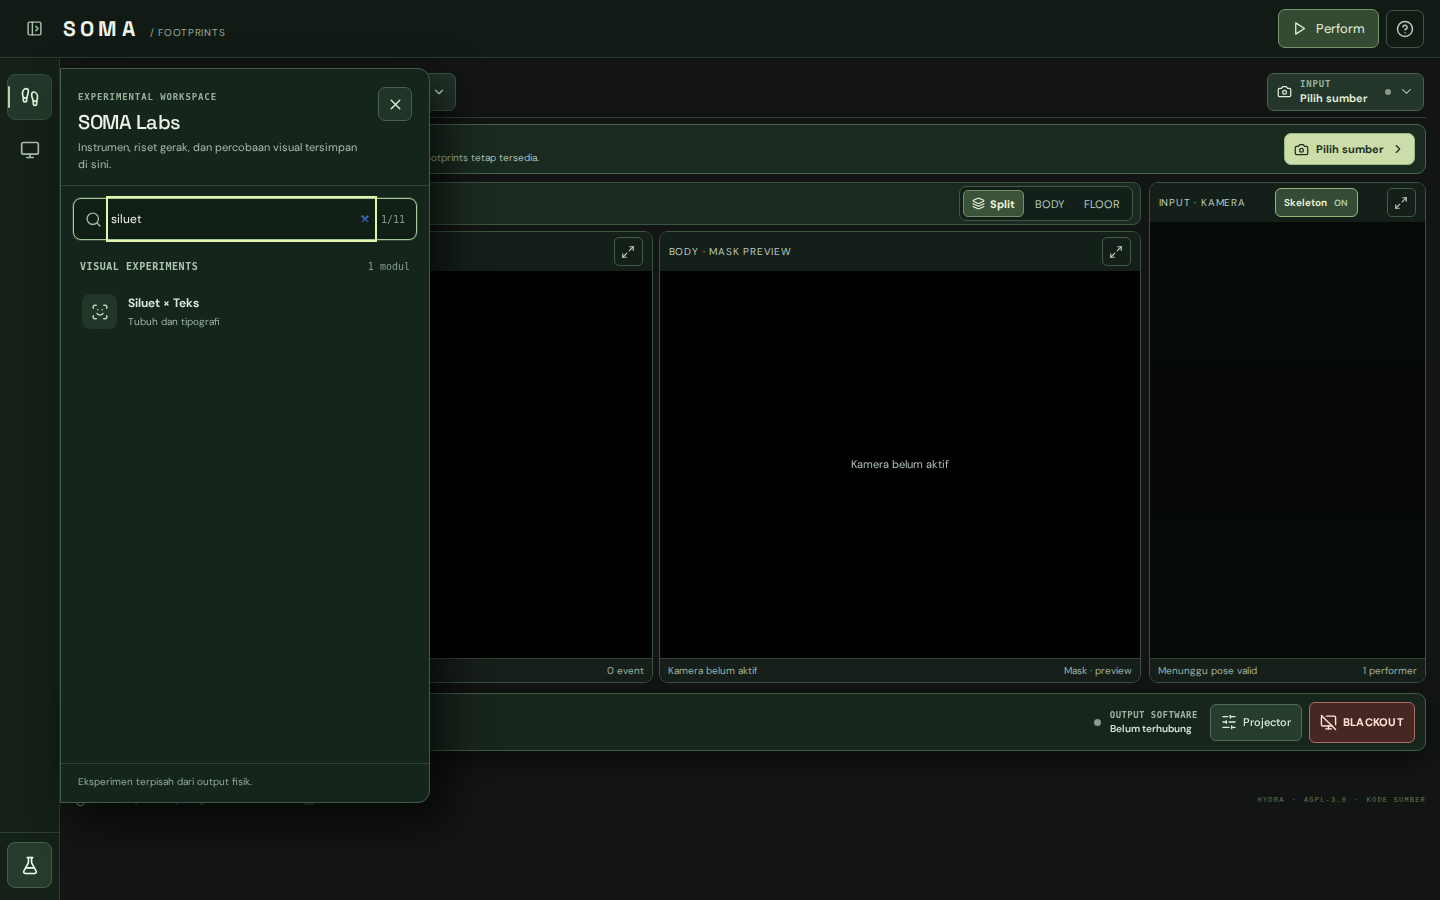 SOMA / FOOTPRINTS
Perform
EXPERIMENTAL WORKSPACE
SOMA Labs
Instrumen, riset gerak, dan percobaan visual tersimpan
di sini.
siluet
1/11
VISUAL EXPERIMENTS
1 modul
Siluet × Teks
Tubuh dan tipografi
Eksperimen terpisah dari output fisik.
INPUT
Pilih sumber
tetap tersedia.
Pilih sumber
Split
BODY
FLOOR
BODY · MASK PREVIEW
Kamera belum aktif
0 event
Kamera belum aktif
Mask · preview
INPUT · KAMERA
Skeleton ON
Menunggu pose valid
1 performer
OUTPUT SOFTWARE
Belum terhubung
Projector
BLACKOUT
HYDRA · AGPL-3.0 · KODE SUMBER